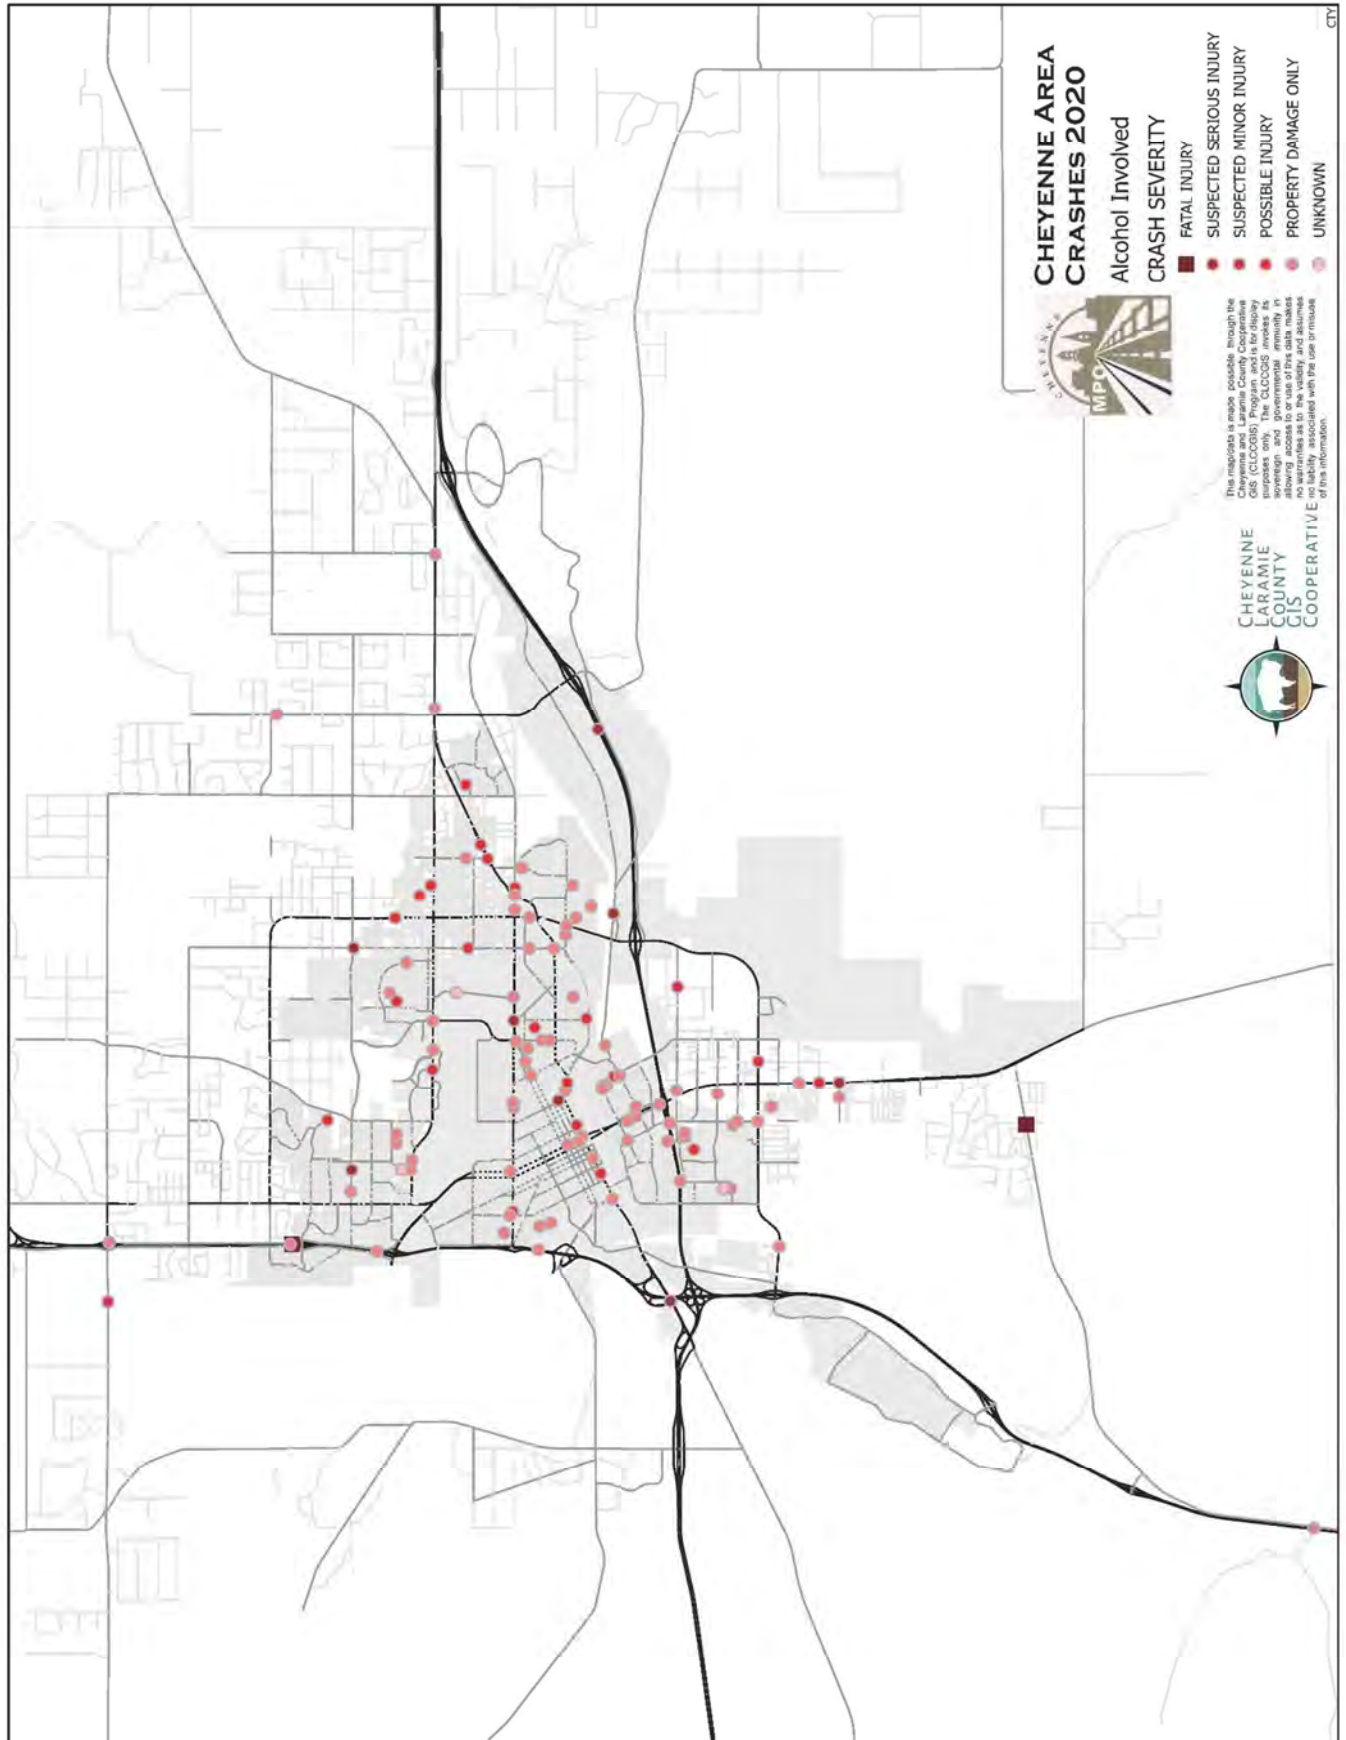 CHEYENNE AREA
CRASHES 2020
Alcohol Involved
CRASH SEVERITY
FATAL INJURY
SUSPECTED SERIOUS INJURY
SUSPECTED MINOR INJURY
POSSIBLE INJURY
PROPERTY DAMAGE ONLY
UNKNOWN
CHEYENNE
MPO
This map/data is made possible through the
Cheyenne and Laramie County Cooperative
GIS (CLCCGIS) Program and is for display
purposes only. The CLCCGIS invokes its
sovereign and governmental immunity in
allowing access to or use of this data, makes
no warranties as to the validity, and assumes
no liability associated with the use or misuse
of this information.
CHEYENNE
LARAMIE
COUNTY
GIS
COOPERATIVE
CTY